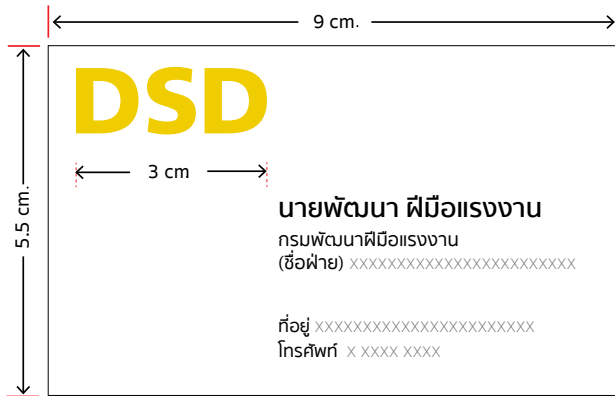 9 cm.
DSD
3 cm
5.5 cm.
นายพัฒนา ฝีมือแรงงาน
กรมพัฒนาฝีมือแรงงาน
(ชื่อฝ่าย) XXXXXXXXXXXXXXXXXXXXXXXX
ที่อยู่ XXXXXXXXXXXXXXXXXXXXXXX
โทรศัพท์ X XXXX XXXX